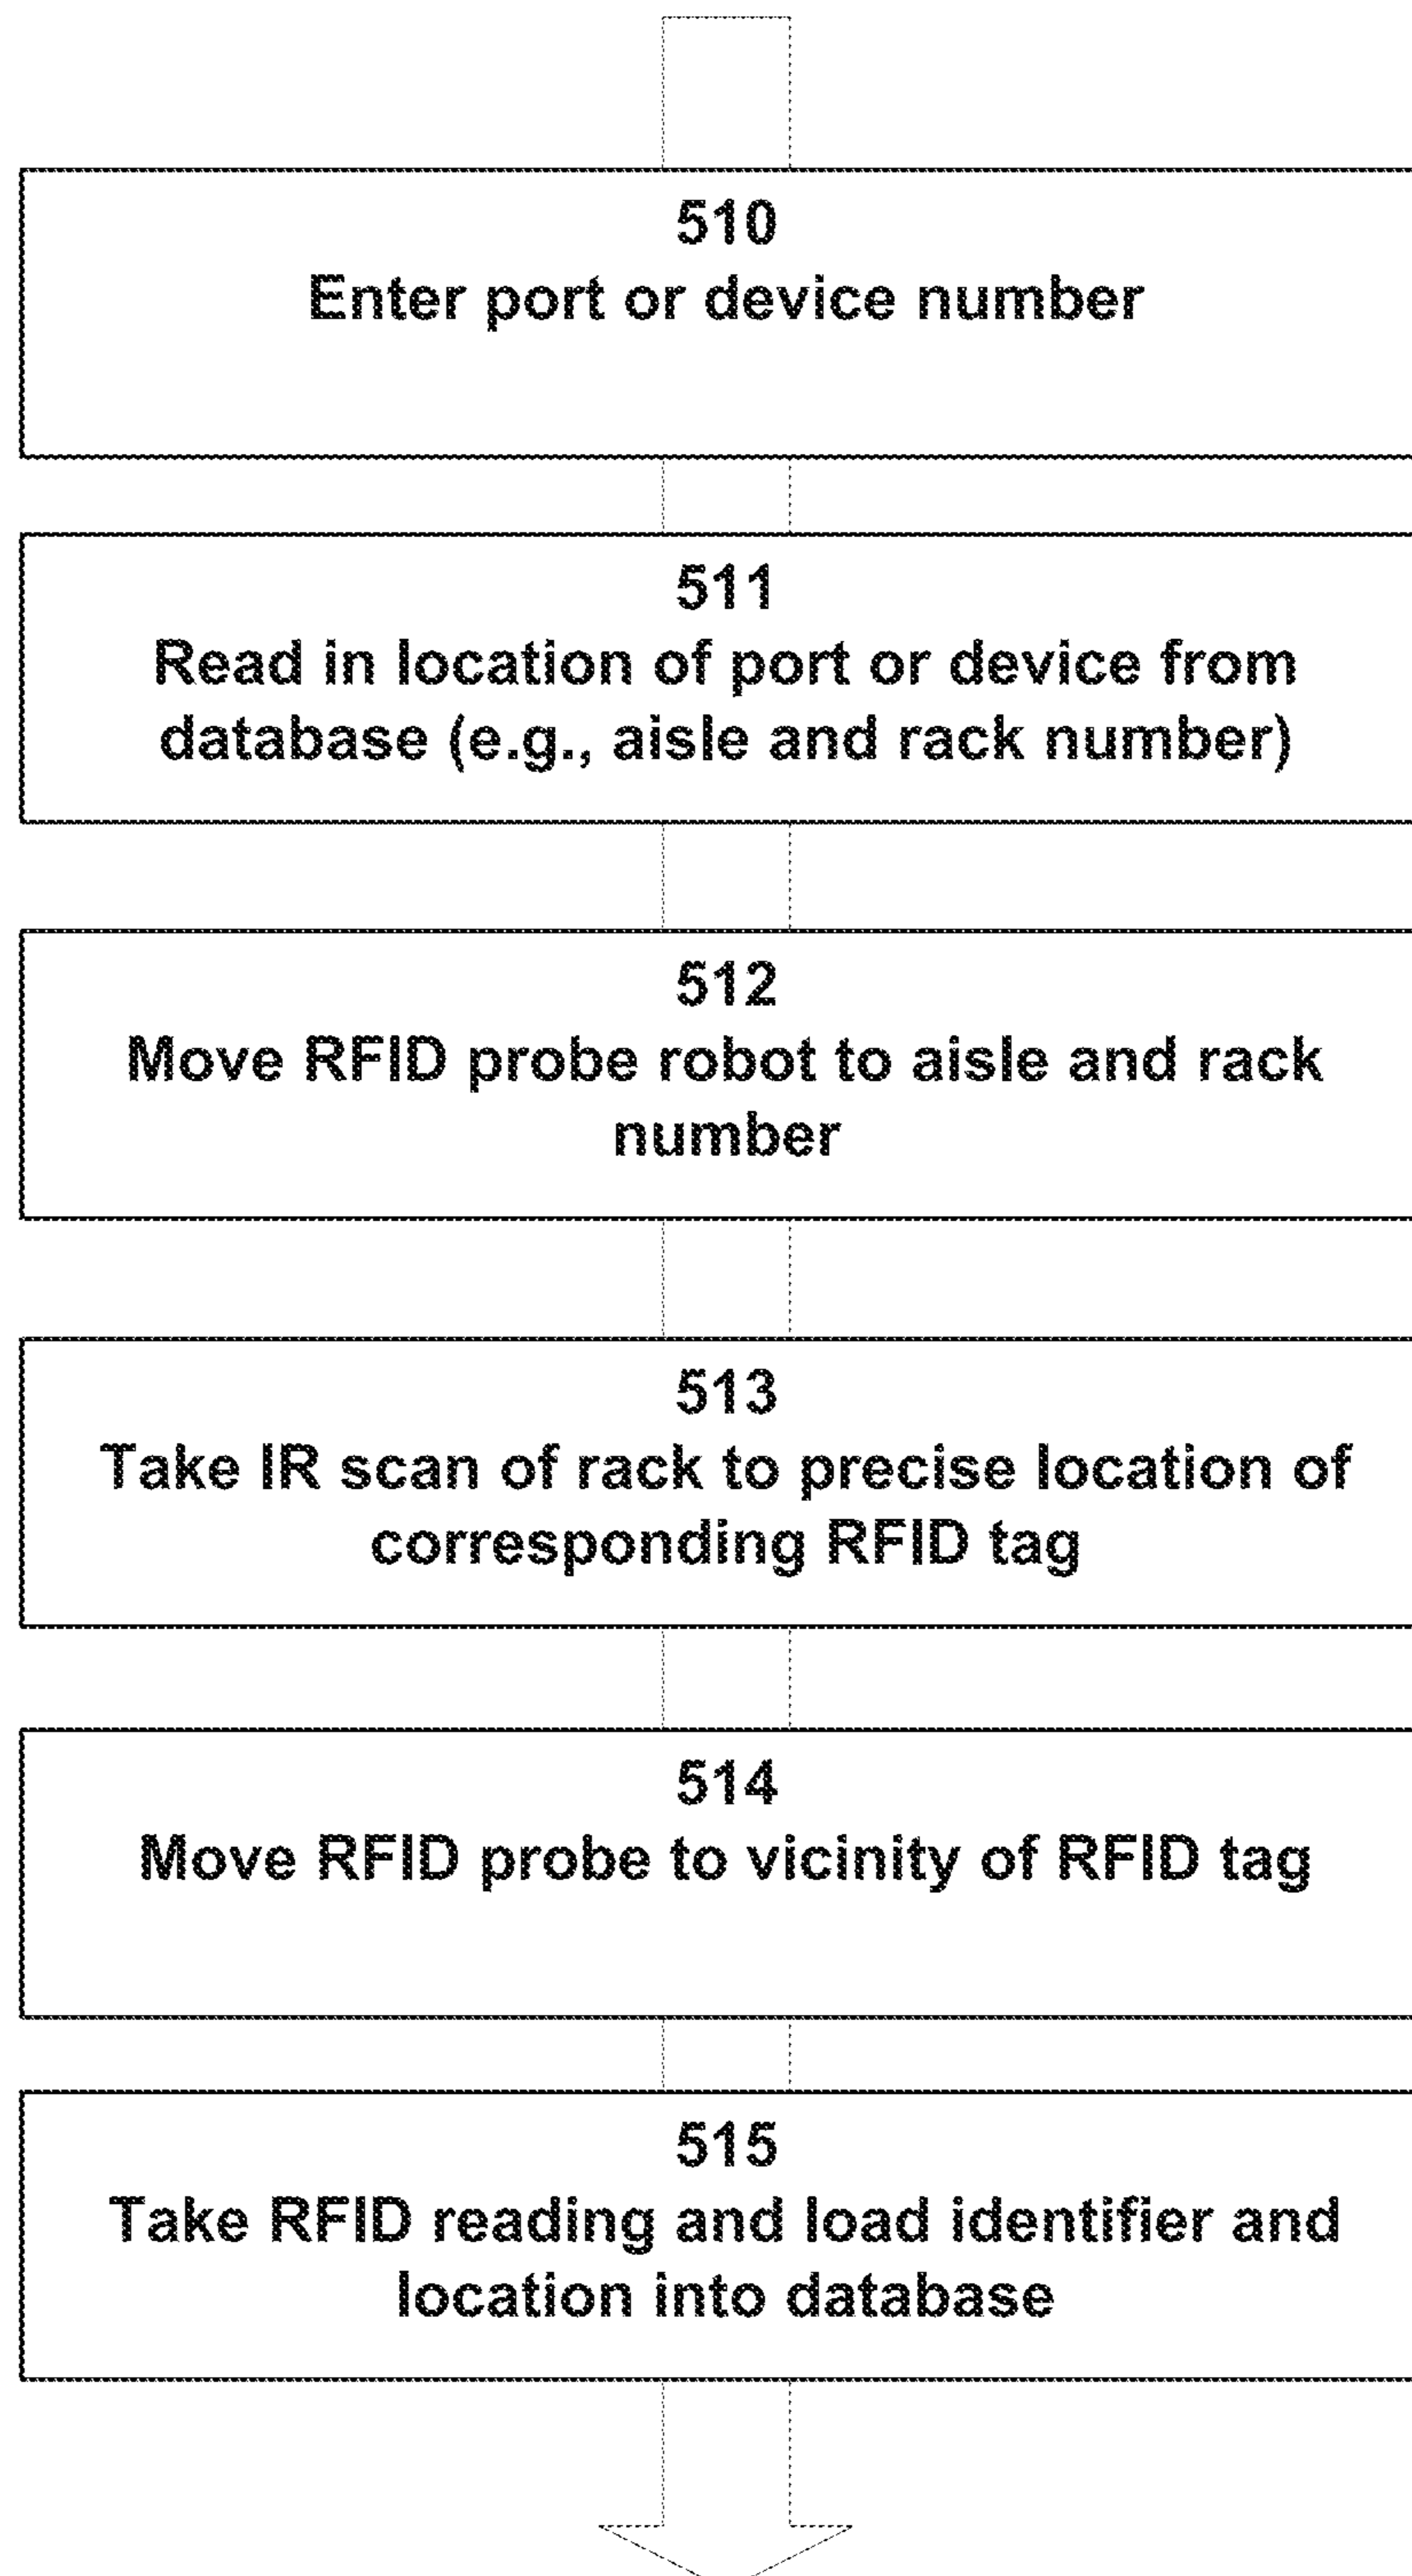 510
Enter port or device number
511
Read in location of port or device from
database (e.g., aisle and rack number)
512
Move RFID probe robot to aisle and rack
number
513
Take IR scan of rack to precise location of
corresponding RFID tag
514
Move RFID probe to vicinity of RFID tag
515
Take RFID reading and load identifier and
location into database